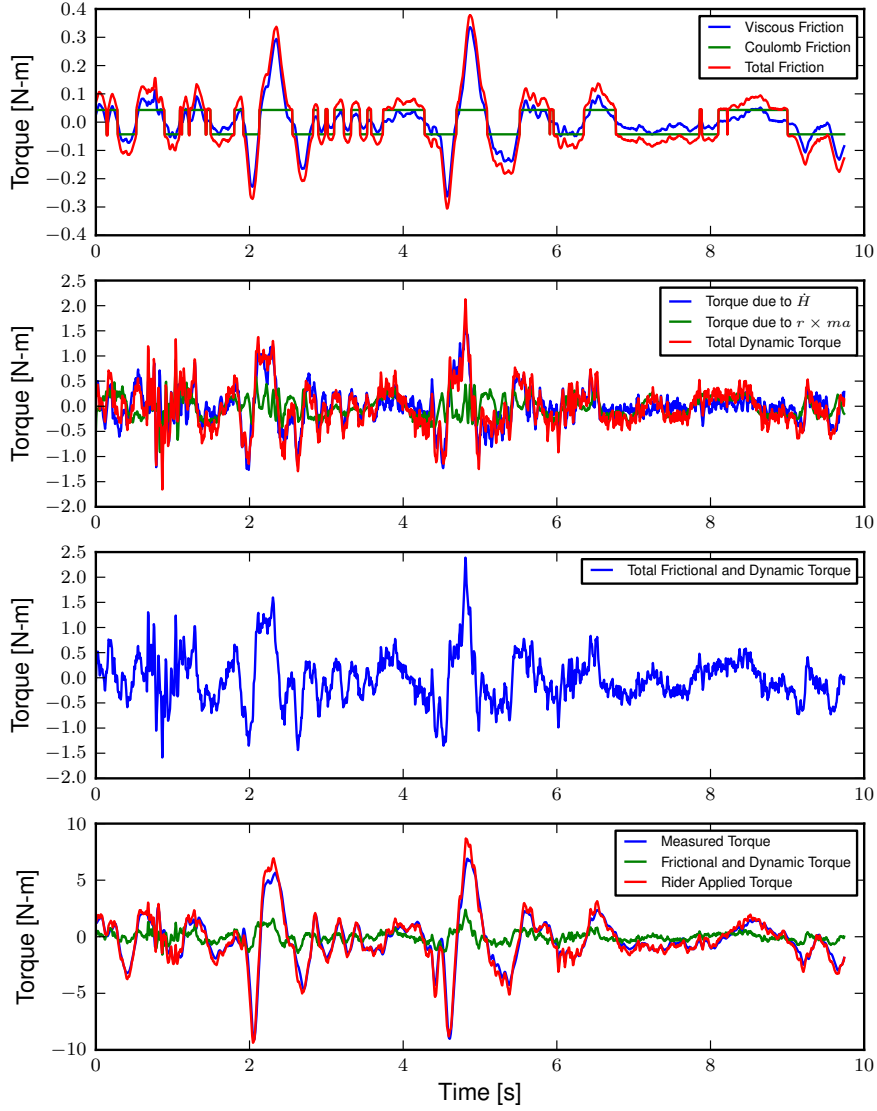 Torque [N-m]
0.4
0.3
0.2
0.1
0.0
−0.1
−0.2
−0.3
0.4
0 2 4 6 8 10
Viscous Friction
Coulomb Friction
Total Friction
Torque [N-m]
2.5
2.0
1.5
1.0
0.5
0.0
−0.5
−1.0
−1.5
−2.0
0 2 4 6 8 10
Torque due to Ḣ
Torque due to r × ma
Total Dynamic Torque
Torque [N-m]
2.5
2.0
1.5
1.0
0.5
0.0
−0.5
−1.0
−1.5
−2.0
0 2 4 6 8 10
Total Frictional and Dynamic Torque
Torque [N-m]
10
5
0
−5
−10
0 2 4 6 8 10
Measured Torque
Frictional and Dynamic Torque
Rider Applied Torque
Time [s]